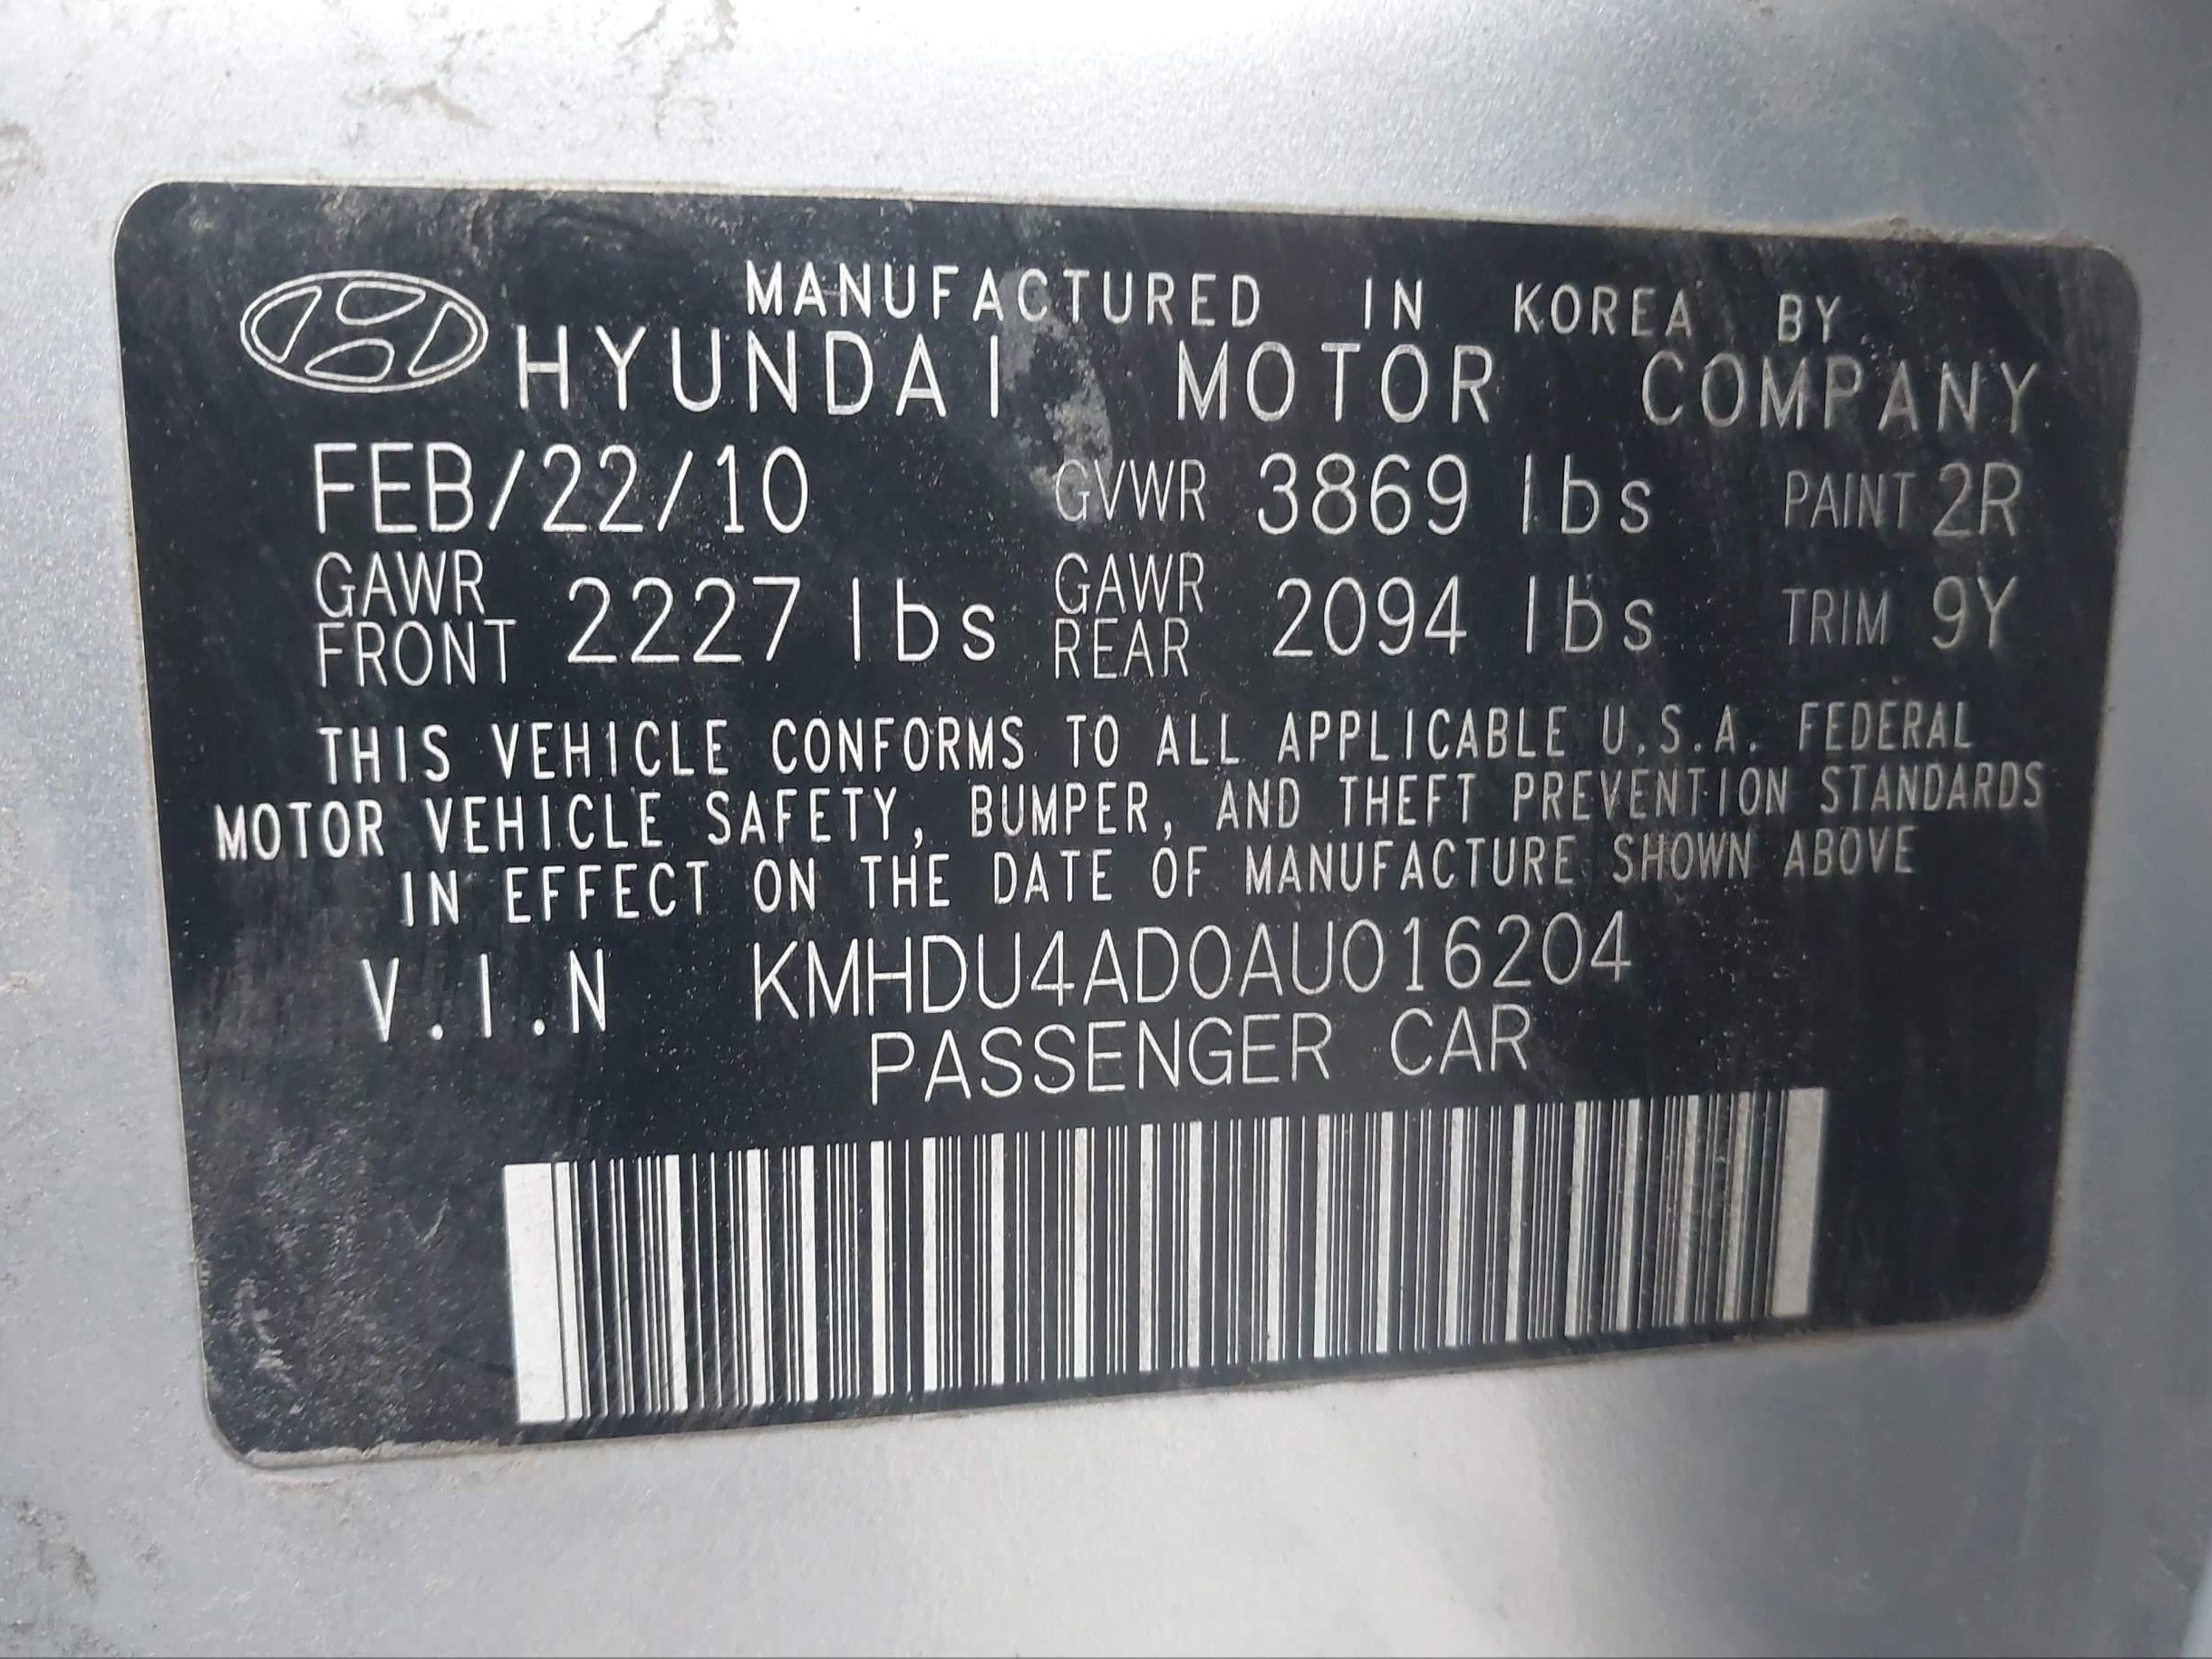 MANUFACTURED IN KOREA BY
HYUNDAI MOTOR COMPANY
FEB/22/10 GVWR 3869 lbs PAINT 2R
GAWR FRONT 2227 lbs GAWR REAR 2094 lbs TRIM 9Y
THIS VEHICLE CONFORMS TO ALL APPLICABLE U.S.A. FEDERAL
MOTOR VEHICLE SAFETY, BUMPER, AND THEFT PREVENTION STANDARDS
IN EFFECT ON THE DATE OF MANUFACTURE SHOWN ABOVE
V.I.N KMHDU4AD0AU016204
PASSENGER CAR